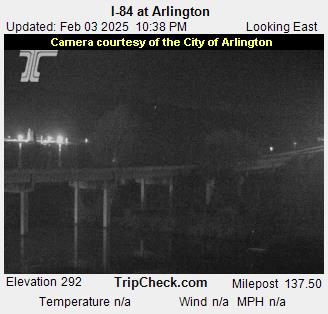 I-84 at Arlington
Updated: Feb 03 2025 10:38 PM Looking East
Camera courtesy of the City of Arlington
Elevation 292 TripCheck.com Milepost 137.50
Temperature n/a Wind n/a MPH n/a